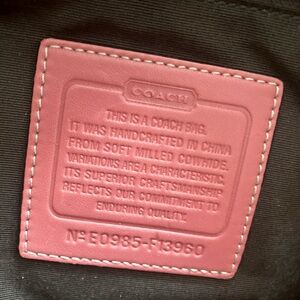 COACH
THIS IS A COACH BAG.
IT WAS HANDCRAFTED IN CHINA
FROM SOFT MILLED COWHIDE.
VARIATIONS ARE A CHARACTERISTIC.
ITS SUPERIOR CRAFTSMANSHIP
REFLECTS OUR COMMITMENT TO
ENDURING QUALITY.
Nº E0985-F13960